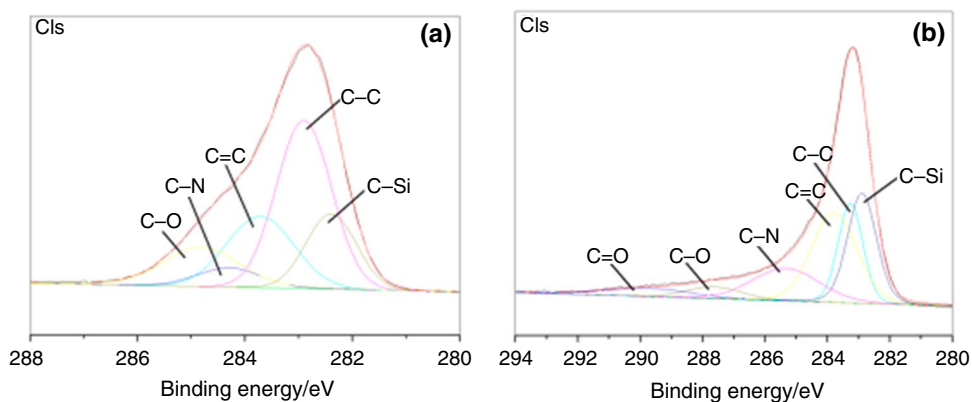 Cls
(a)
C–C
C=C
C–N
C–Si
C–O
288 286 284 282 280
Binding energy/eV
Cls
(b)
C–C
C–Si
C=C
C–N
C=O
C–O
294 292 290 288 286 284 282 280
Binding energy/eV